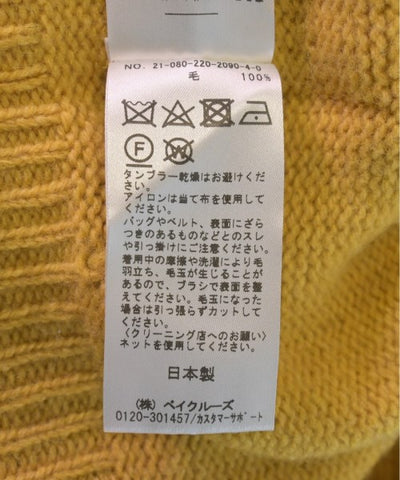 NO. 21-080-220-2090-4-0
毛 100%
F W
タンブラー乾燥はお避けくださ
い。
アイロンは当て布を使用して
ください。
バッグやベルト、表面にざら
つきのあるものなどとのスレ
や引っ掛けにご注意ください。
着用中の摩擦や洗濯により毛
羽立ち、毛玉が生じることが
あるので、ブラシで表面を整
えてください。毛玉になった
場合は引っ張らずカットして
ください。
〈クリーニング店へのお願い〉
ネットを使用してください。
日本製
(株) ベイクルーズ
0120-301457/カスタマーサポート